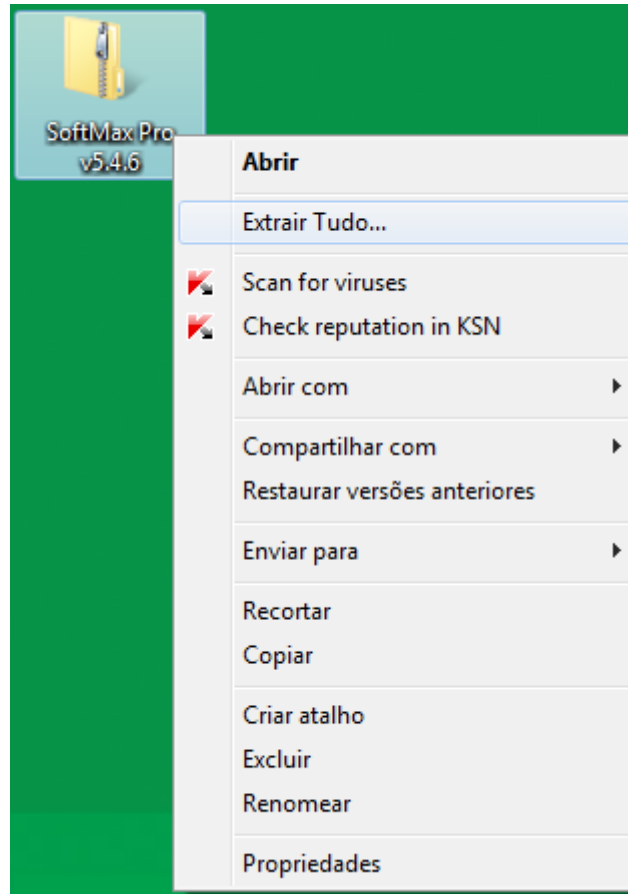 SoftMax Pro
v5.4.6
Abrir
Extrair Tudo...
Scan for viruses
Check reputation in KSN
Abrir com
Compartilhar com
Restaurar versões anteriores
Enviar para
Recortar
Copiar
Criar atalho
Excluir
Renomear
Propriedades